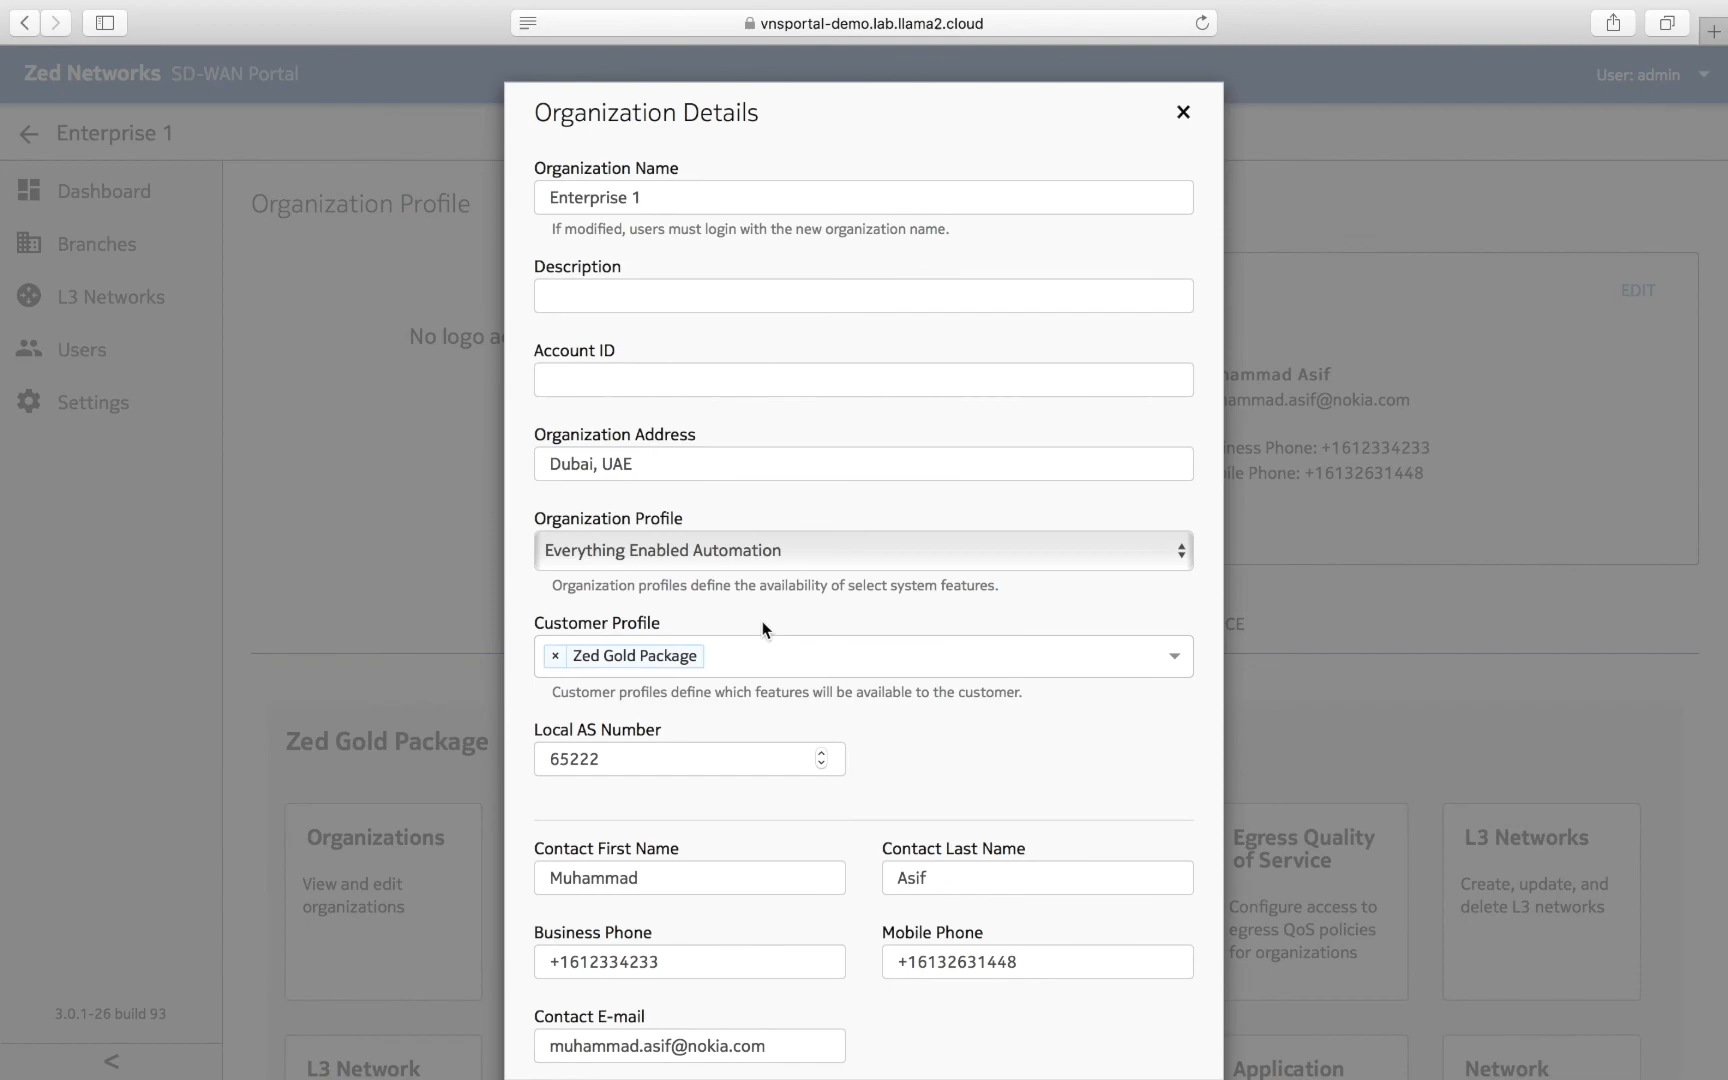 vnsportal-demo.lab.llama2.cloud
Zed Networks SD-WAN Portal
User: admin
Enterprise 1
Dashboard
Branches
L3 Networks
Users
Settings
3.0.1-26 build 93
<
Organization Profile
No logo a
EDIT
ammad Asif
ammad.asif@nokia.com
iness Phone: +1612334233
ile Phone: +16132631448
CE
Zed Gold Package
Organizations
View and edit
organizations
Egress Quality
of Service
Configure access to
egress QoS policies
for organizations
L3 Networks
Create, update, and
delete L3 networks
L3 Network
Application
Network
Organization Details
Organization Name
Enterprise 1
If modified, users must login with the new organization name.
Description
Account ID
Organization Address
Dubai, UAE
Organization Profile
Everything Enabled Automation
Organization profiles define the availability of select system features.
Customer Profile
× Zed Gold Package
Customer profiles define which features will be available to the customer.
Local AS Number
65222
Contact First Name
Contact Last Name
Muhammad
Asif
Business Phone
Mobile Phone
+1612334233
+16132631448
Contact E-mail
muhammad.asif@nokia.com